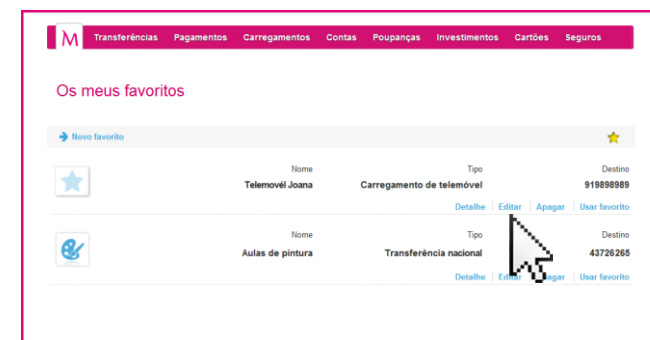 M Transferências Pagamentos Carregamentos Contas Poupanças Investimentos Cartões Seguros
Os meus favoritos
Novo favorito
Nome Tipo Destino
Telemovél Joana Carregamento de telemóvel 919898989
Detalhe Editar Apagar Usar favorito
Nome Tipo Destino
Aulas de pintura Transferência nacional 43726265
Detalhe Editar Apagar Usar favorito